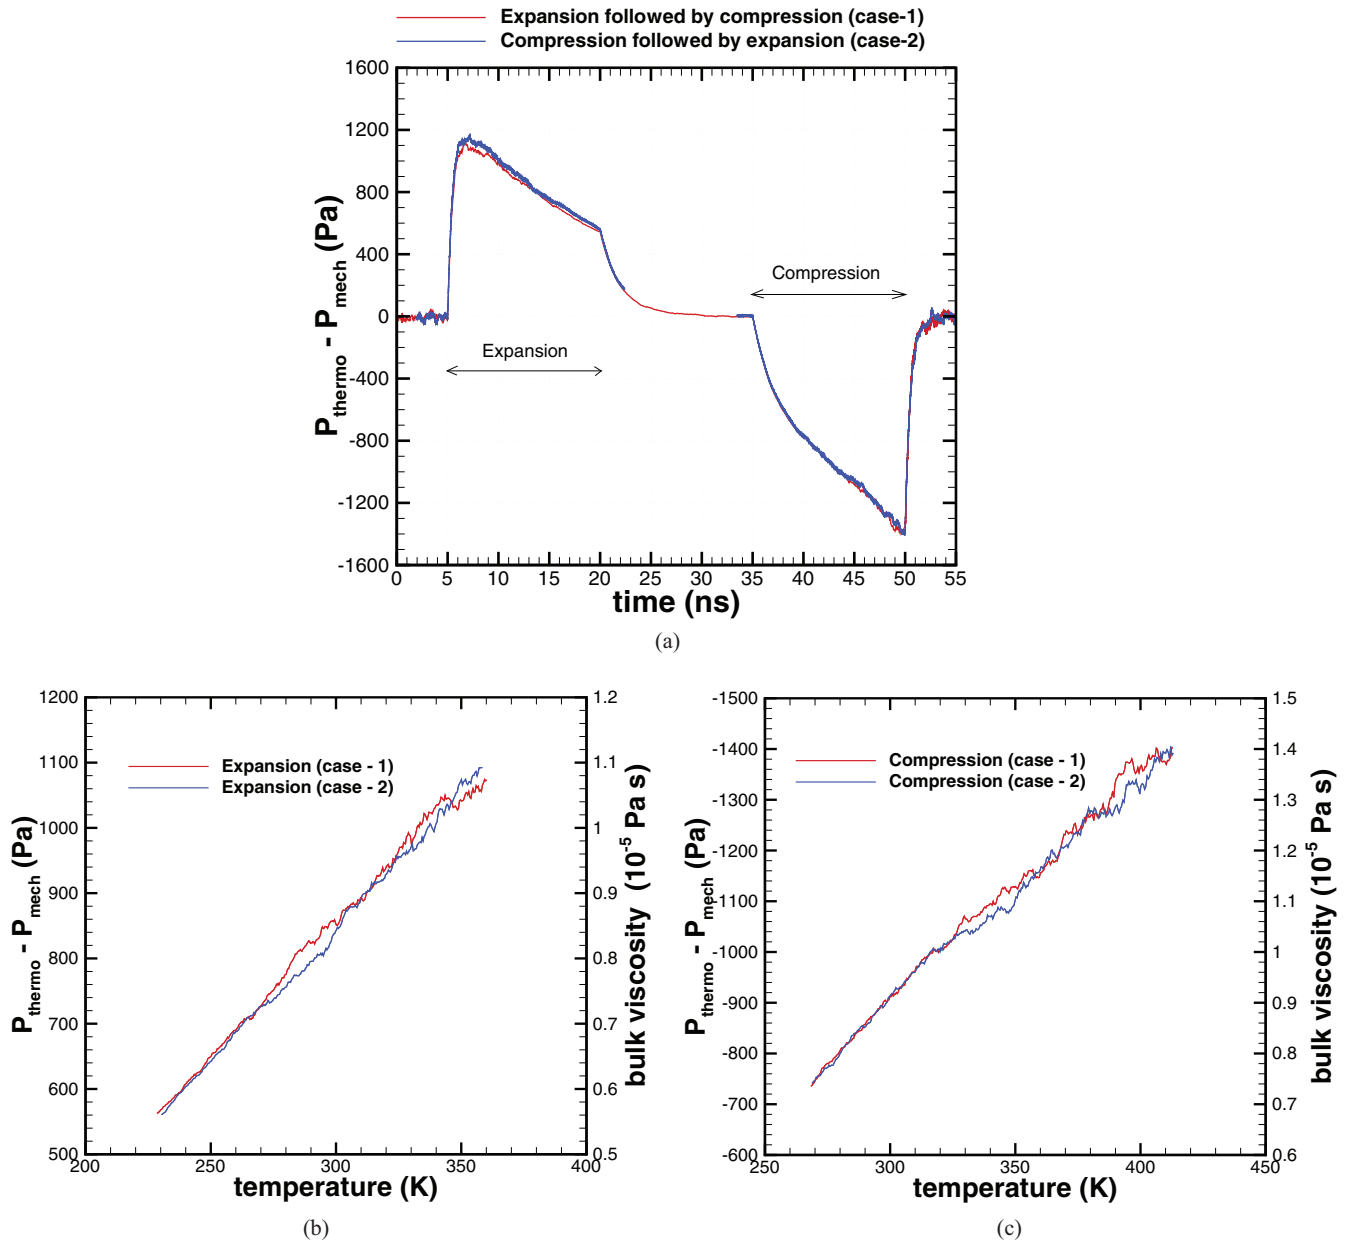 Expansion followed by compression (case-1)
Compression followed by expansion (case-2)
1600
1200
800
400
0
-400
-800
-1200
-1600
P_thermo - P_mech (Pa)
Compression
Expansion
0 5 10 15 20 25 30 35 40 45 50 55
time (ns)
(a)
1200
1100
1000
900
800
700
600
500
P_thermo - P_mech (Pa)
Expansion (case - 1)
Expansion (case - 2)
1.2
1.1
1
0.9
0.8
0.7
0.6
0.5
bulk viscosity (10^-5 Pa s)
200 250 300 350 400
temperature (K)
(b)
-1500
-1400
-1300
-1200
-1100
-1000
-900
-800
-700
-600
P_thermo - P_mech (Pa)
Compression (case - 1)
Compression (case - 2)
1.5
1.4
1.3
1.2
1.1
1
0.9
0.8
0.7
0.6
bulk viscosity (10^-5 Pa s)
250 300 350 400 450
temperature (K)
(c)